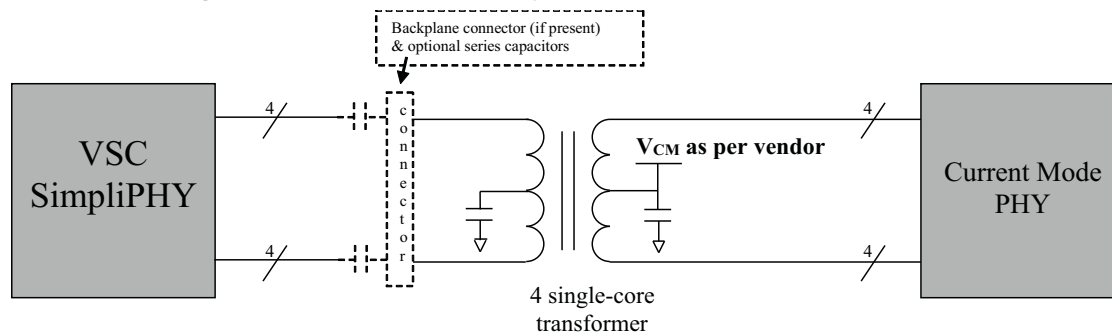 Backplane connector (if present)
& optional series capacitors
4
4
VSC
SimpliPHY
connector
VCM as per vendor
4
4
Current Mode
PHY
4 single-core
transformer